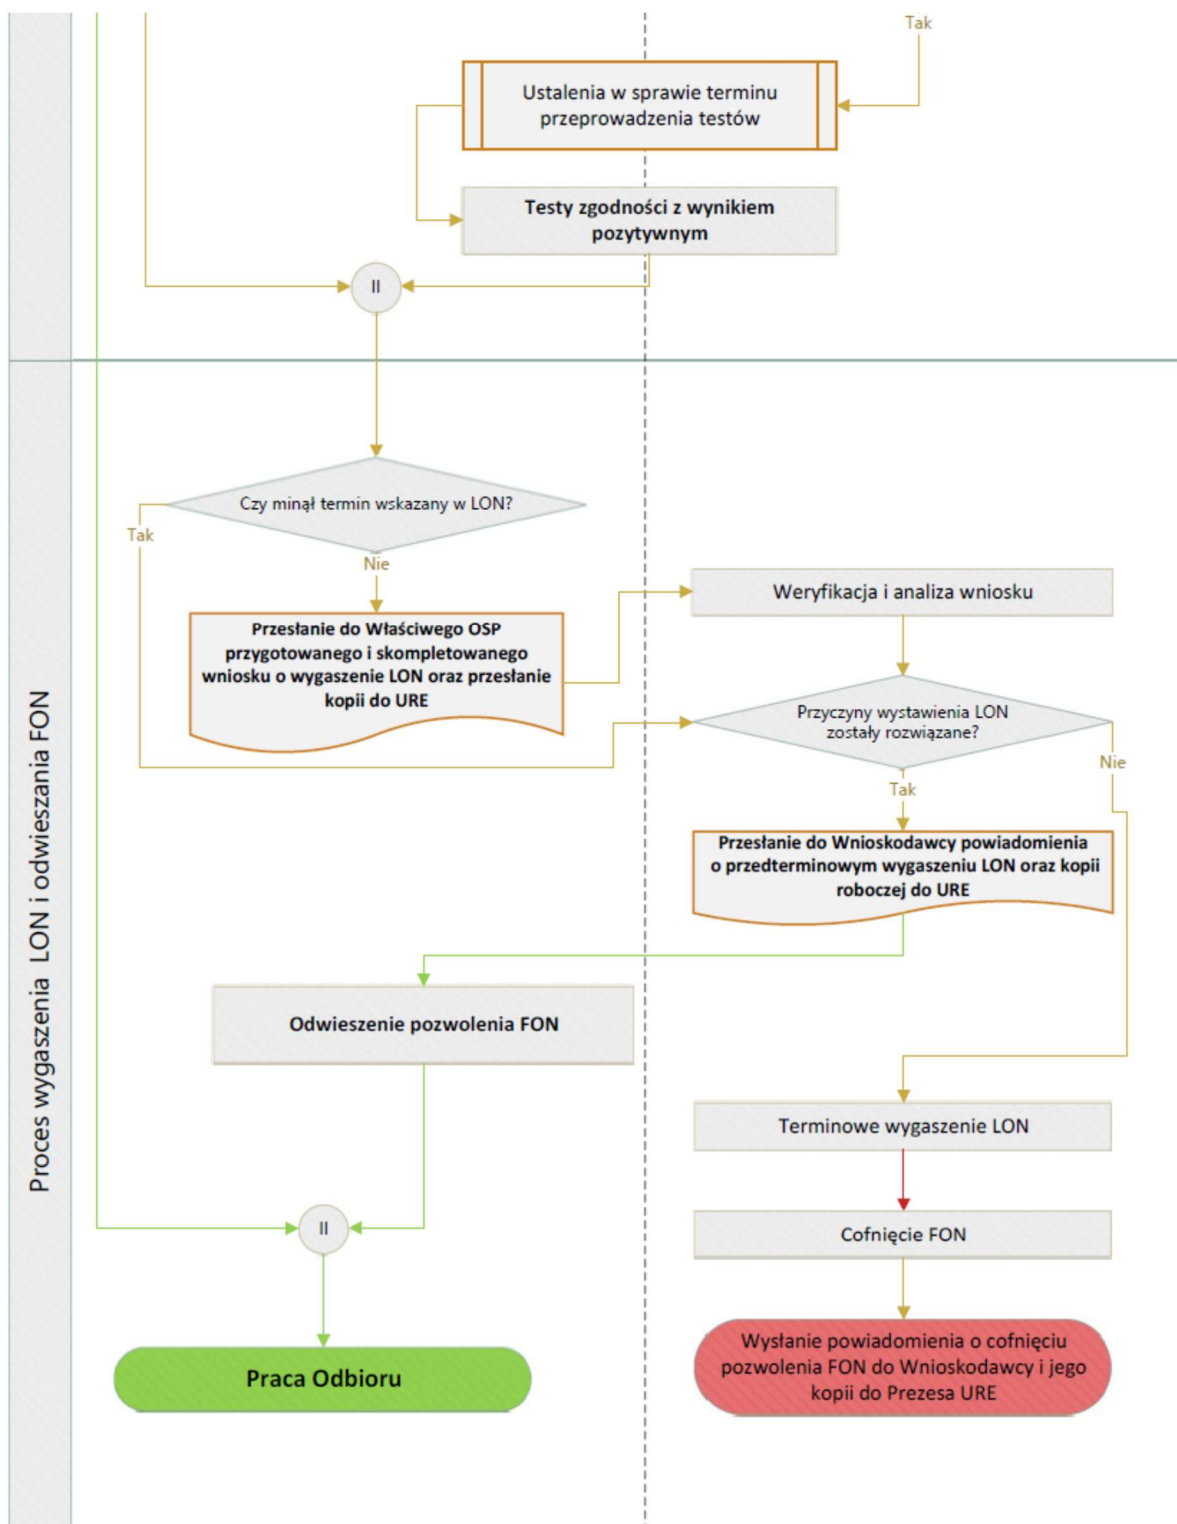 Tak
Ustalenia w sprawie terminu
przeprowadzenia testów
Testy zgodności z wynikiem
pozytywnym
II
Proces wygaszenia LON i odwieszania FON
Czy minął termin wskazany w LON?
Tak
Nie
Przesłanie do Właściwego OSP
przygotowanego i skompletowanego
wniosku o wygaszenie LON oraz przesłanie
kopii do URE
Weryfikacja i analiza wniosku
Przyczyny wystawienia LON
zostały rozwiązane?
Nie
Tak
Przesłanie do Wnioskodawcy powiadomienia
o przedterminowym wygaszeniu LON oraz kopii
roboczej do URE
Odwieszenie pozwolenia FON
Terminowe wygaszenie LON
II
Cofnięcie FON
Praca Odbioru
Wysłanie powiadomienia o cofnięciu
pozwolenia FON do Wnioskodawcy i jego
kopii do Prezesa URE